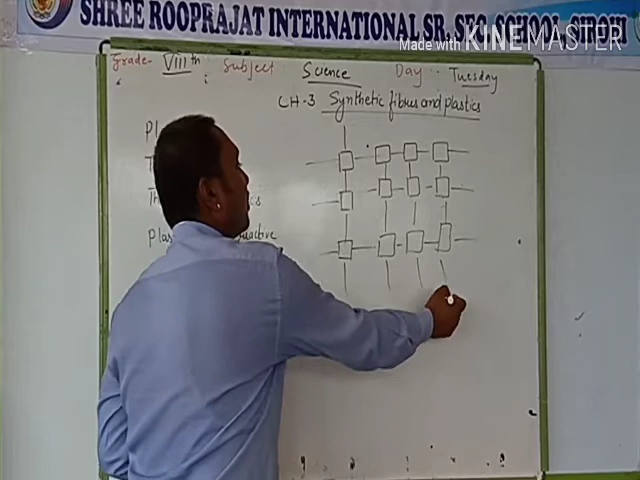 SHREE ROOPRAJAT INTERNATIONAL SR. SEC. SCHOOL, SIROHI
Made with KINEMASTER
Grade- VIIIth : Subject Science Day : Tuesday
CH-3 Synthetic fibres and plastics